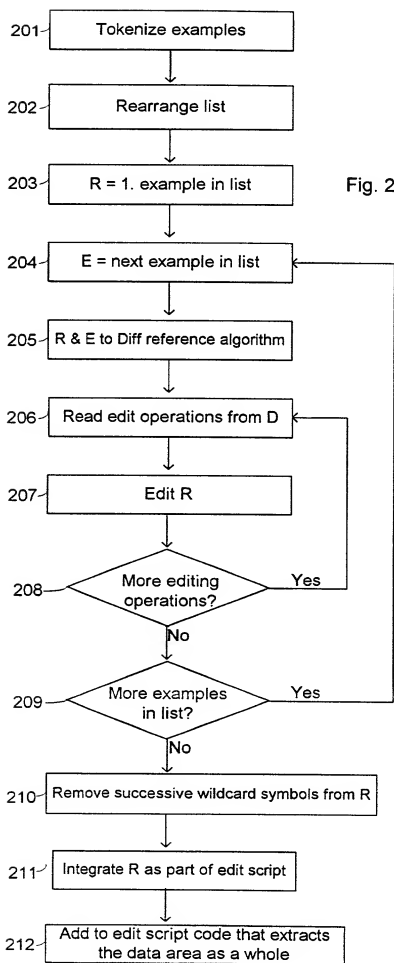 201
Tokenize examples
202
Rearrange list
203
R = 1. example in list
Fig. 2
204
E = next example in list
205
R & E to Diff reference algorithm
206
Read edit operations from D
207
Edit R
208
More editing
operations?
Yes
No
209
More examples
in list?
Yes
No
210
Remove successive wildcard symbols from R
211
Integrate R as part of edit script
212
Add to edit script code that extracts
the data area as a whole